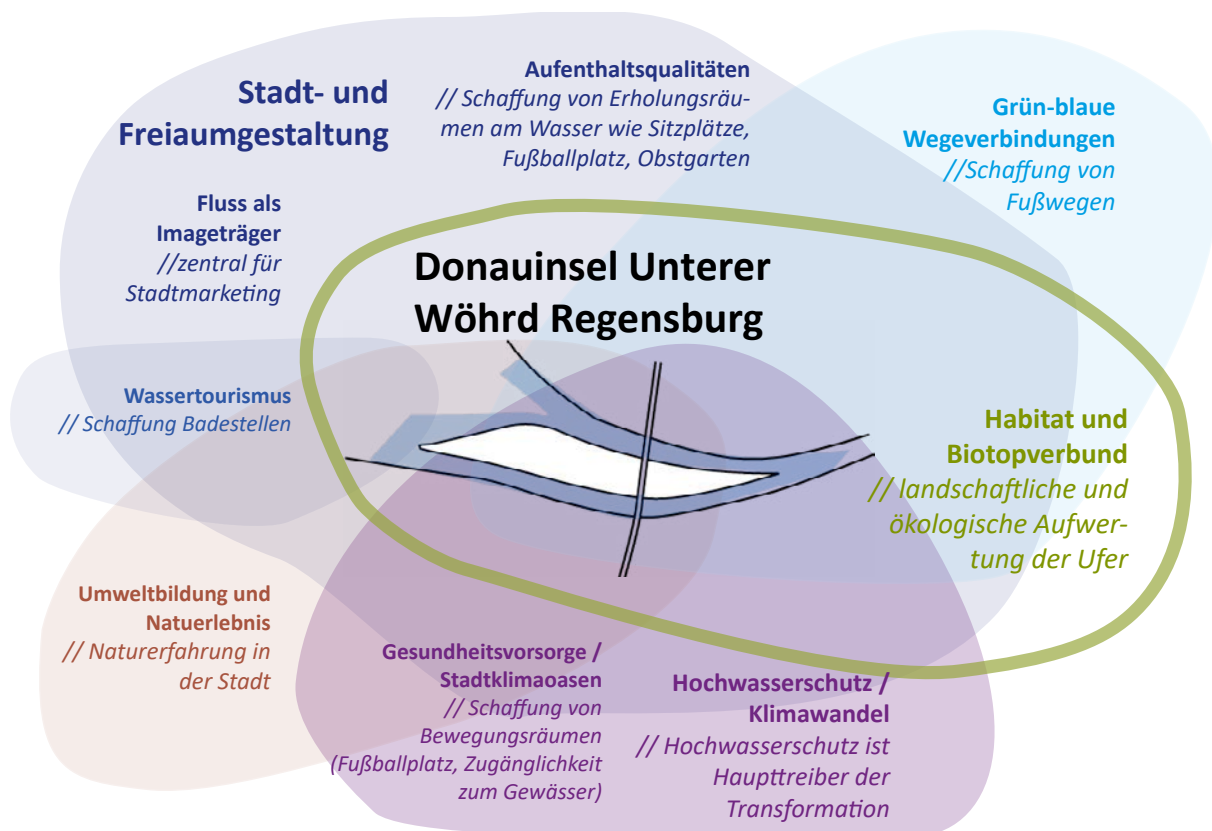 Stadt- und
Freiaumgestaltung
Aufenthaltsqualitäten
// Schaffung von Erholungsräu-
men am Wasser wie Sitzplätze,
Fußballplatz, Obstgarten
Grün-blaue
Wegeverbindungen
//Schaffung von
Fußwegen
Fluss als
Imageträger
//zentral für
Stadtmarketing
Donauinsel Unterer
Wöhrd Regensburg
Wassertourismus
// Schaffung Badestellen
Habitat und
Biotopverbund
// landschaftliche und
ökologische Aufwer-
tung der Ufer
Umweltbildung und
Natuerlebnis
// Naturerfahrung in
der Stadt
Gesundheitsvorsorge /
Stadtklimaoasen
// Schaffung von
Bewegungsräumen
(Fußballplatz, Zugänglichkeit
zum Gewässer)
Hochwasserschutz /
Klimawandel
// Hochwasserschutz ist
Haupttreiber der
Transformation